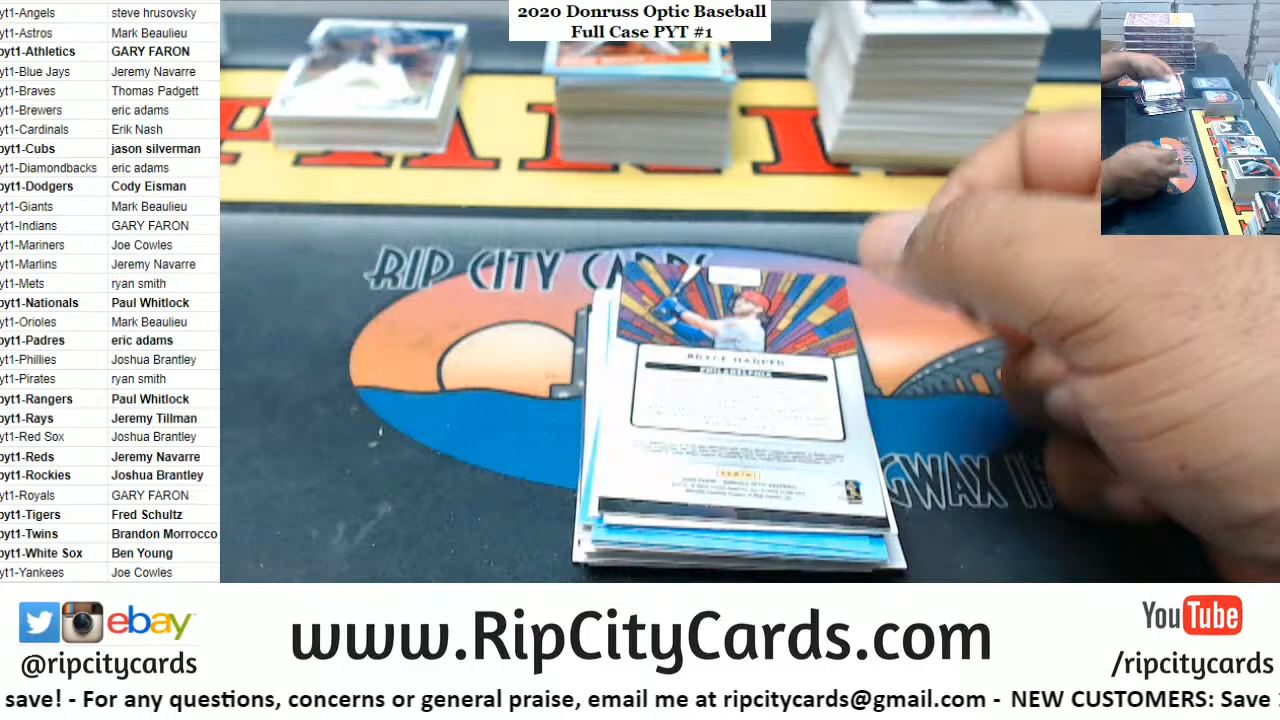 2020 Donruss Optic Baseball
Full Case PYT #1
yt1-Angels steve hrusovsky
yt1-Astros Mark Beaulieu
pyt1-Athletics GARY FARON
yt1-Blue Jays Jeremy Navarre
yt1-Braves Thomas Padgett
yt1-Brewers eric adams
yt1-Cardinals Erik Nash
pyt1-Cubs jason silverman
yt1-Diamondbacks eric adams
pyt1-Dodgers Cody Eisman
yt1-Giants Mark Beaulieu
yt1-Indians GARY FARON
yt1-Mariners Joe Cowles
yt1-Marlins Jeremy Navarre
yt1-Mets ryan smith
pyt1-Nationals Paul Whitlock
yt1-Orioles Mark Beaulieu
pyt1-Padres eric adams
yt1-Phillies Joshua Brantley
yt1-Pirates ryan smith
pyt1-Rangers Paul Whitlock
pyt1-Rays Jeremy Tillman
yt1-Red Sox Joshua Brantley
pyt1-Reds Jeremy Navarre
pyt1-Rockies Joshua Brantley
yt1-Royals GARY FARON
pyt1-Tigers Fred Schultz
pyt1-Twins Brandon Morrocco
pyt1-White Sox Ben Young
yt1-Yankees Joe Cowles
RIP CITY CARDS
BRYCE HARPER
PHILADELPHIA
PANINI
GWAX
ebay
@ripcitycards
www.RipCityCards.com
YouTube
/ripcitycards
save! - For any questions, concerns or general praise, email me at ripcitycards@gmail.com - NEW CUSTOMERS: Save